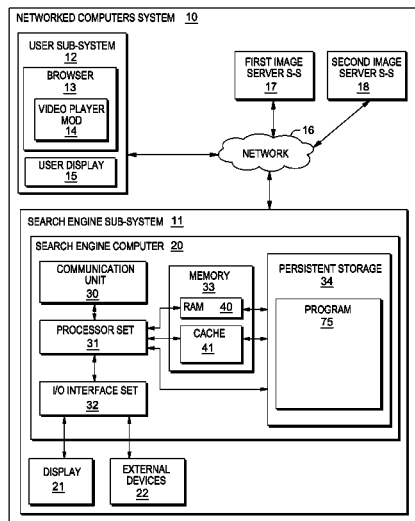 NETWORKED COMPUTERS SYSTEM 10
USER SUB-SYSTEM
12
BROWSER
13
VIDEO PLAYER
MOD
14
USER DISPLAY
15
FIRST IMAGE
SERVER S-S
17
SECOND IMAGE
SERVER S-S
18
16
NETWORK
SEARCH ENGINE SUB-SYSTEM 11
SEARCH ENGINE COMPUTER 20
COMMUNICATION
UNIT
30
PROCESSOR SET
31
I/O INTERFACE SET
32
MEMORY
33
RAM 40
CACHE
41
PERSISTENT STORAGE
34
PROGRAM
75
DISPLAY
21
EXTERNAL
DEVICES
22